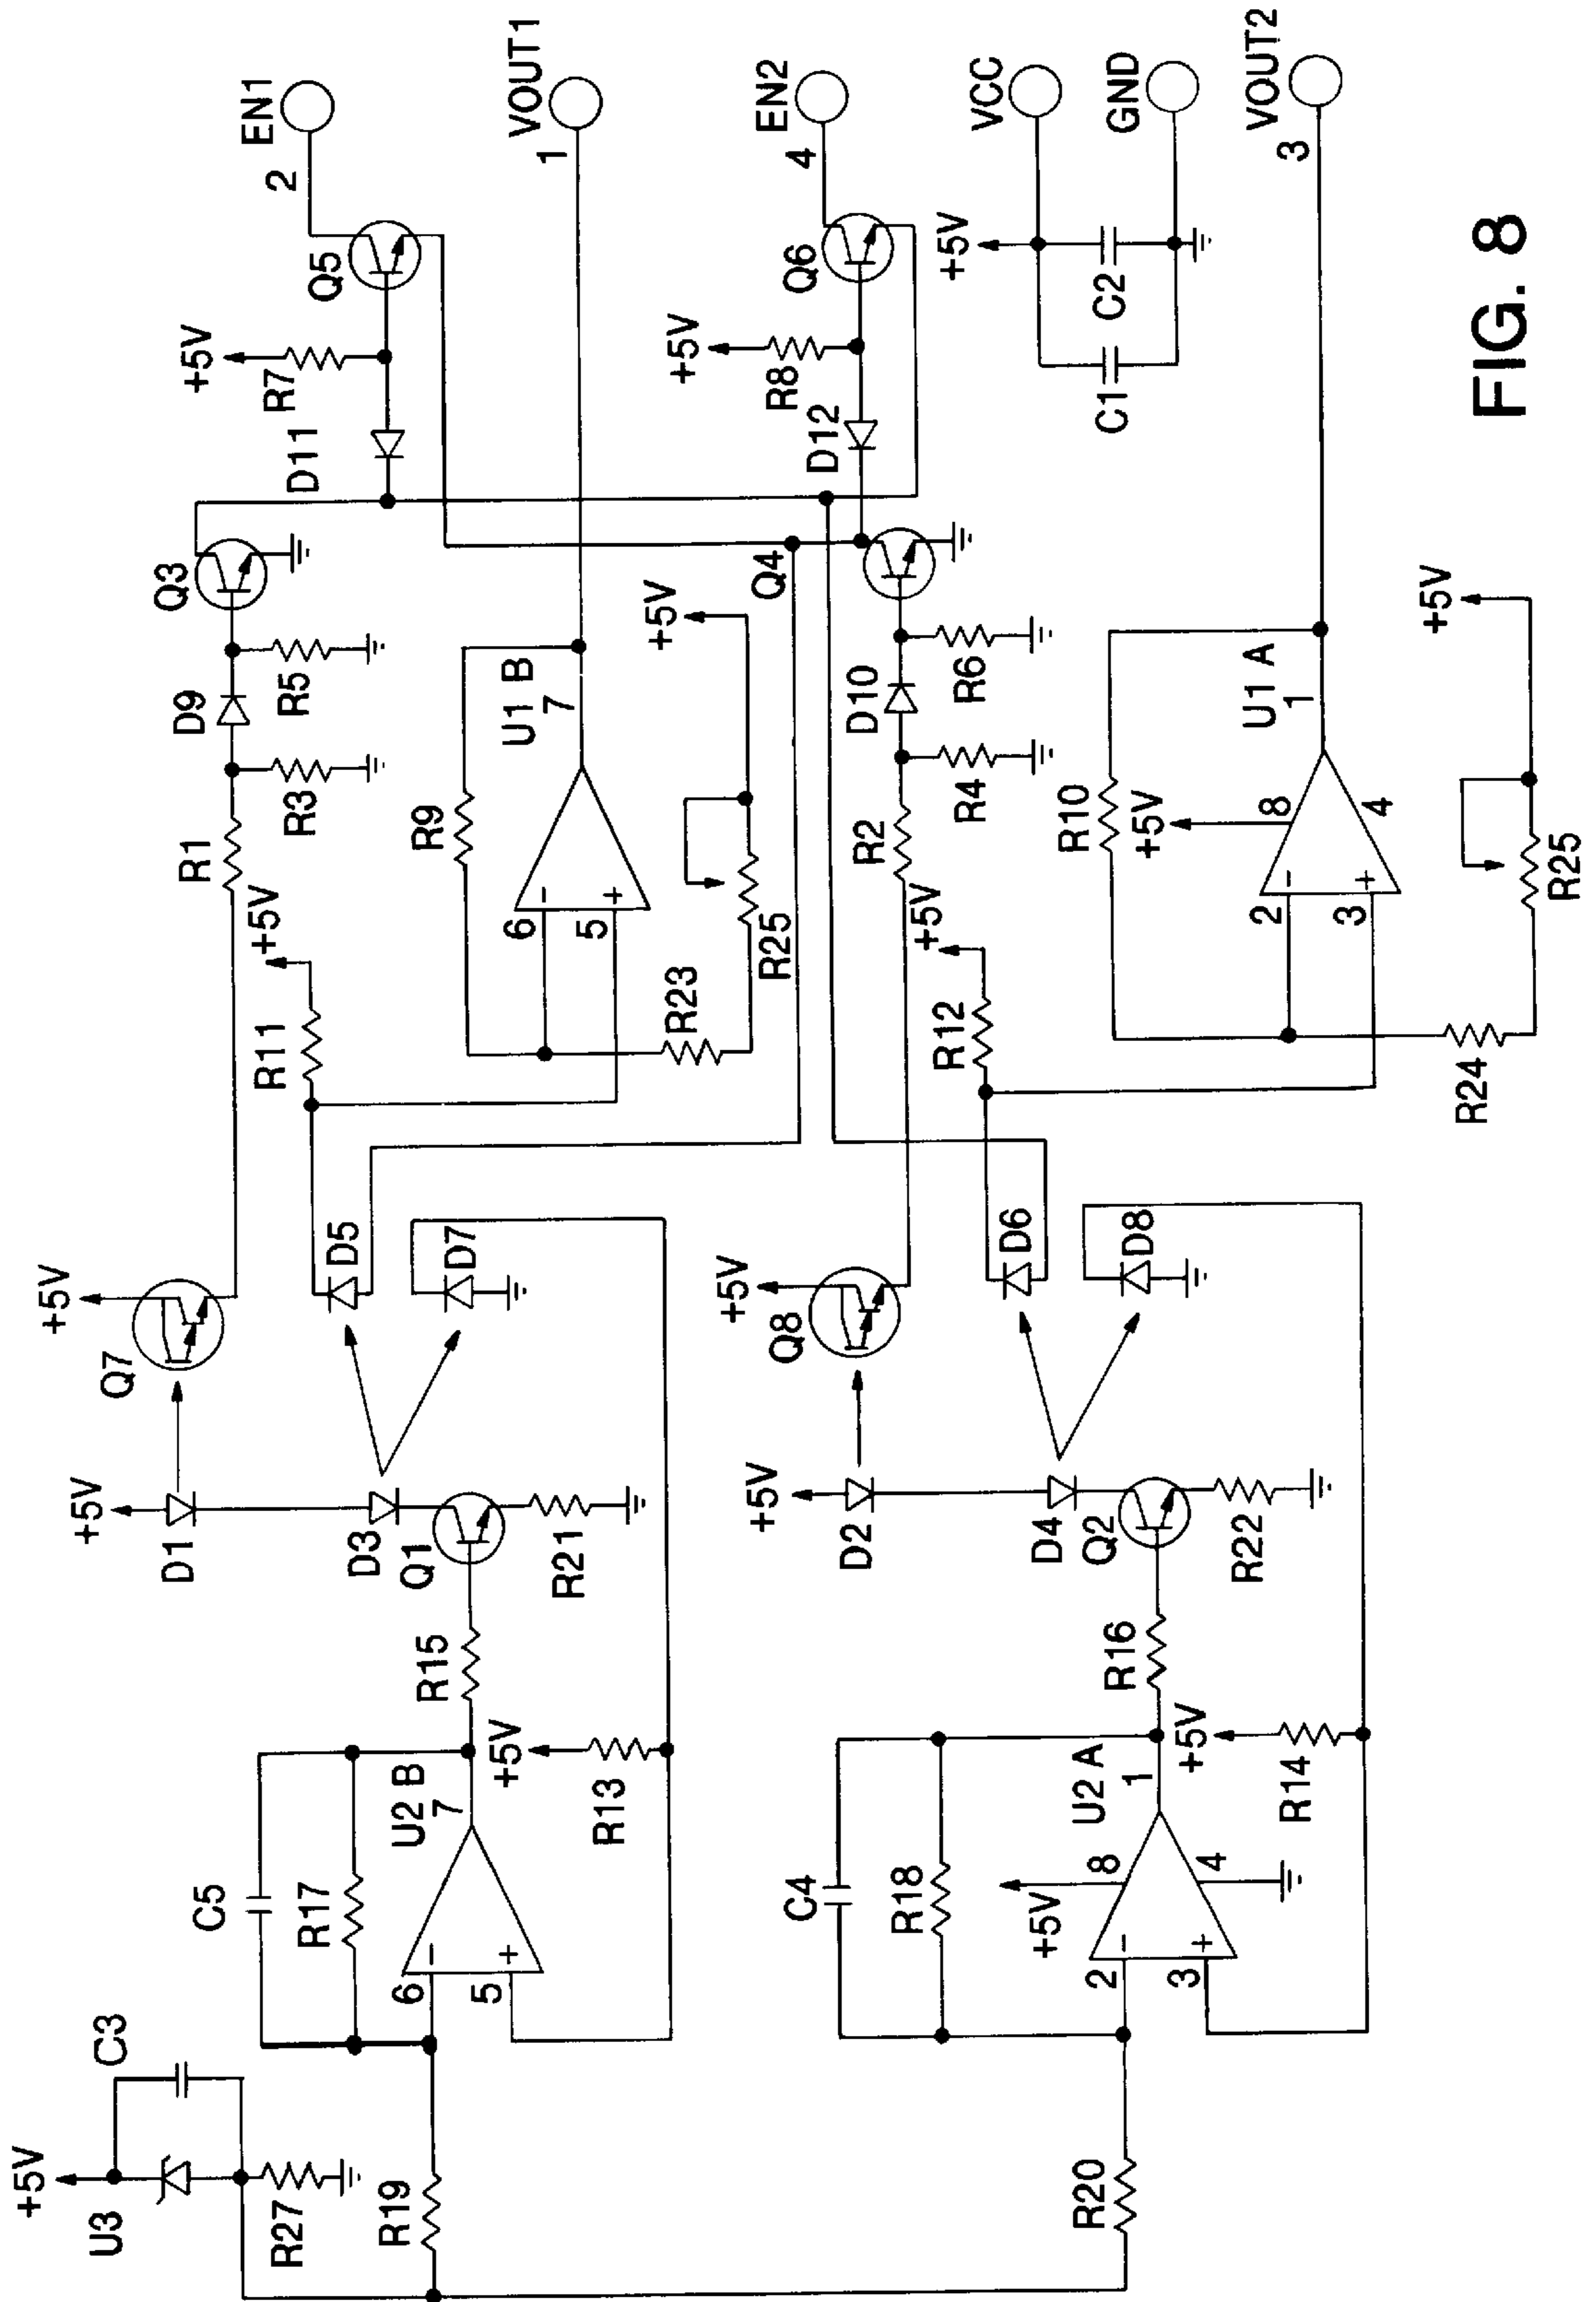 +5V
U3
C3
R27
R19
R20
C5
R17
6
5
-
+
U2 B
7
R15
+5V
R13
C4
R18
+5V
8
2
3
-
+
4
U2 A
1
R16
+5V
R14
+5V
D1
D3
Q1
R21
+5V
D2
D4
Q2
R22
+5V
Q7
D5
D7
+5V
Q8
D6
D8
R11
+5V
R1
R3
D9
R5
Q3
R9
6
5
-
+
U1 B
7
R23
R25
+5V
R12
+5V
R2
R4
D10
R6
Q4
R10
+5V
8
2
3
-
+
4
U1 A
1
R24
R25
+5V
D11
R7
+5V
Q5
2
EN1
1
VOUT1
D12
R8
+5V
Q6
4
EN2
+5V
C1
C2
VCC
GND
3
VOUT2
FIG. 8